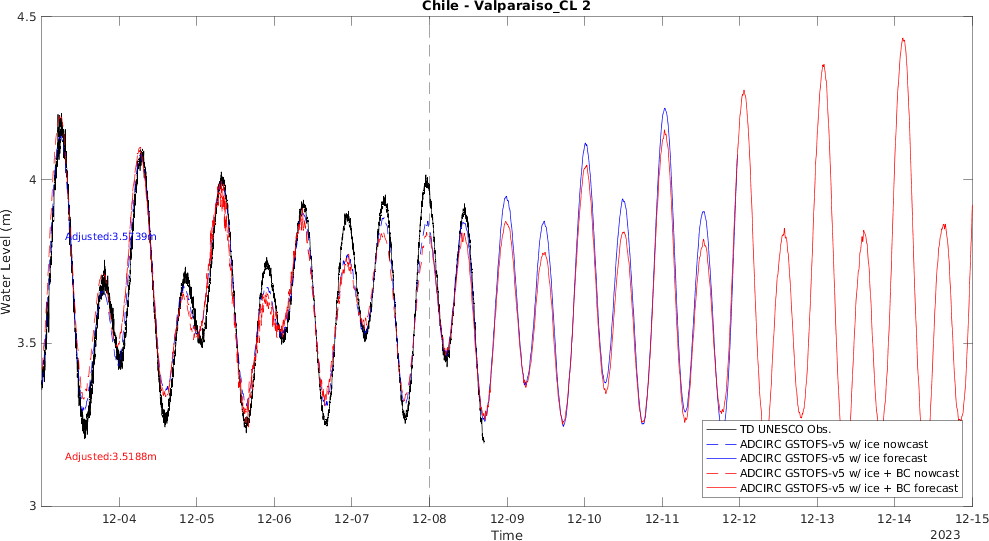 Chile - Valparaiso_CL 2
4.5
4
3.5
3
Water Level (m)
Adjusted:3.5739m
Adjusted:3.5188m
TD UNESCO Obs.
ADCIRC GSTOFS-v5 w/ ice nowcast
ADCIRC GSTOFS-v5 w/ ice forecast
ADCIRC GSTOFS-v5 w/ ice + BC nowcast
ADCIRC GSTOFS-v5 w/ ice + BC forecast
12-04 12-05 12-06 12-07 12-08 12-09 12-10 12-11 12-12 12-13 12-14 12-15
Time
2023